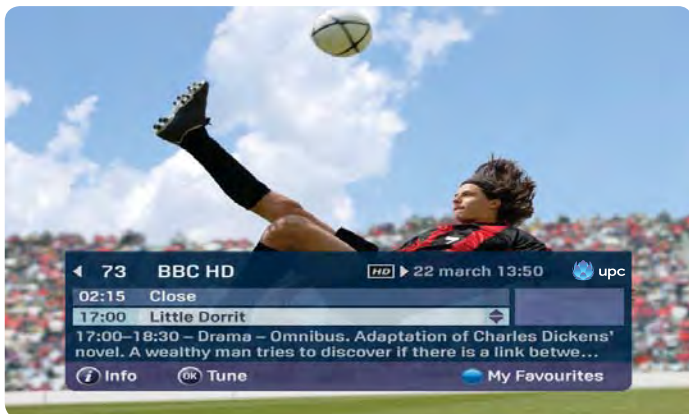 73 BBC HD HD 22 march 13:50 upc
02:15 Close
17:00 Little Dorrit
17:00–18:30 – Drama – Omnibus. Adaptation of Charles Dickens'
novel. A wealthy man tries to discover if there is a link betwe...
i Info OK Tune My Favourites